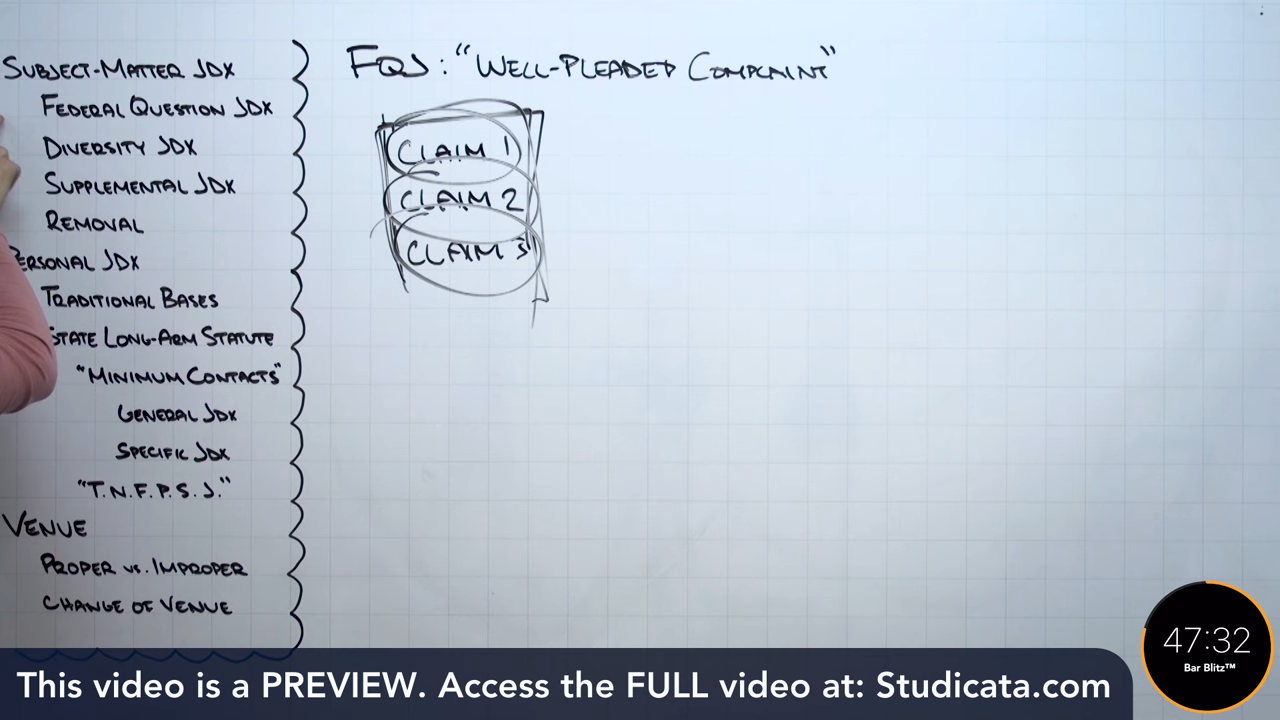 SUBJECT-MATTER JDX
FEDERAL QUESTION JDX
DIVERSITY JDX
SUPPLEMENTAL JDX
REMOVAL
PERSONAL JDX
TRADITIONAL BASES
STATE LONG-ARM STATUTE
"MINIMUM CONTACTS"
GENERAL JDX
SPECIFIC JDX
"T.N.F.P.S.J."
VENUE
PROPER vs. IMPROPER
CHANGE OF VENUE
FQJ: "WELL-PLEADED COMPLAINT"
CLAIM 1
CLAIM 2
CLAIM 3
47:32
Bar Blitz™
This video is a PREVIEW. Access the FULL video at: Studicata.com